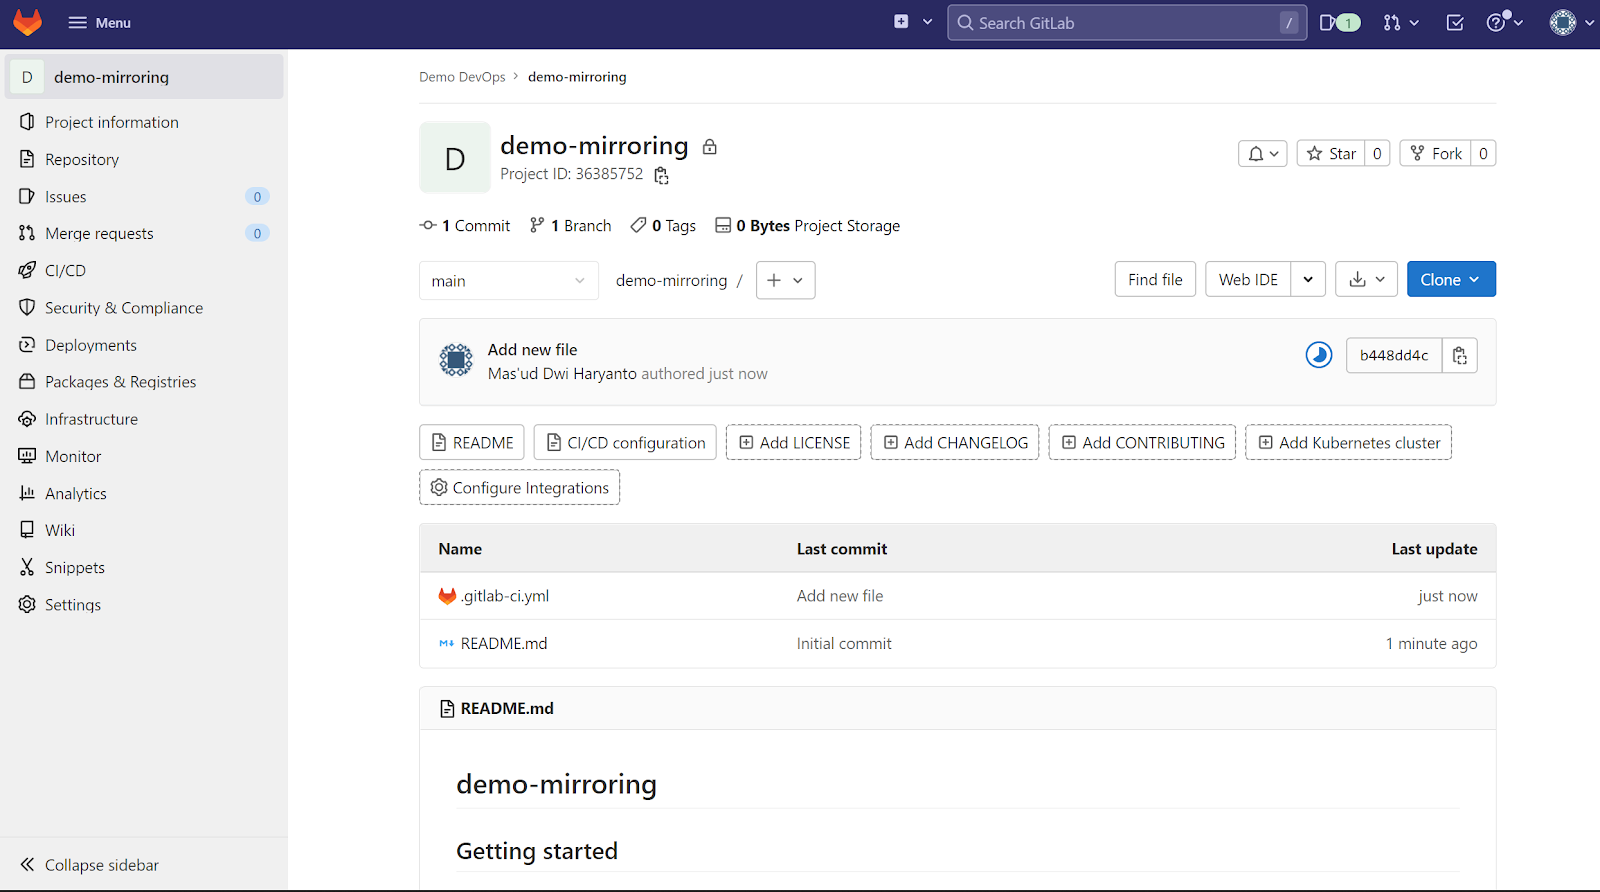 Menu
Search GitLab
/
1
D
demo-mirroring
Project information
Repository
Issues
0
Merge requests
0
CI/CD
Security & Compliance
Deployments
Packages & Registries
Infrastructure
Monitor
Analytics
Wiki
Snippets
Settings
Collapse sidebar
Demo DevOps
demo-mirroring
D
demo-mirroring
Project ID: 36385752
Star 0
Fork 0
1 Commit
1 Branch
0 Tags
0 Bytes Project Storage
main
demo-mirroring /
Find file
Web IDE
Clone
Add new file
Mas'ud Dwi Haryanto authored just now
b448dd4c
README
CI/CD configuration
Add LICENSE
Add CHANGELOG
Add CONTRIBUTING
Add Kubernetes cluster
Configure Integrations
Name Last commit Last update
.gitlab-ci.yml Add new file just now
README.md Initial commit 1 minute ago
README.md
demo-mirroring
Getting started